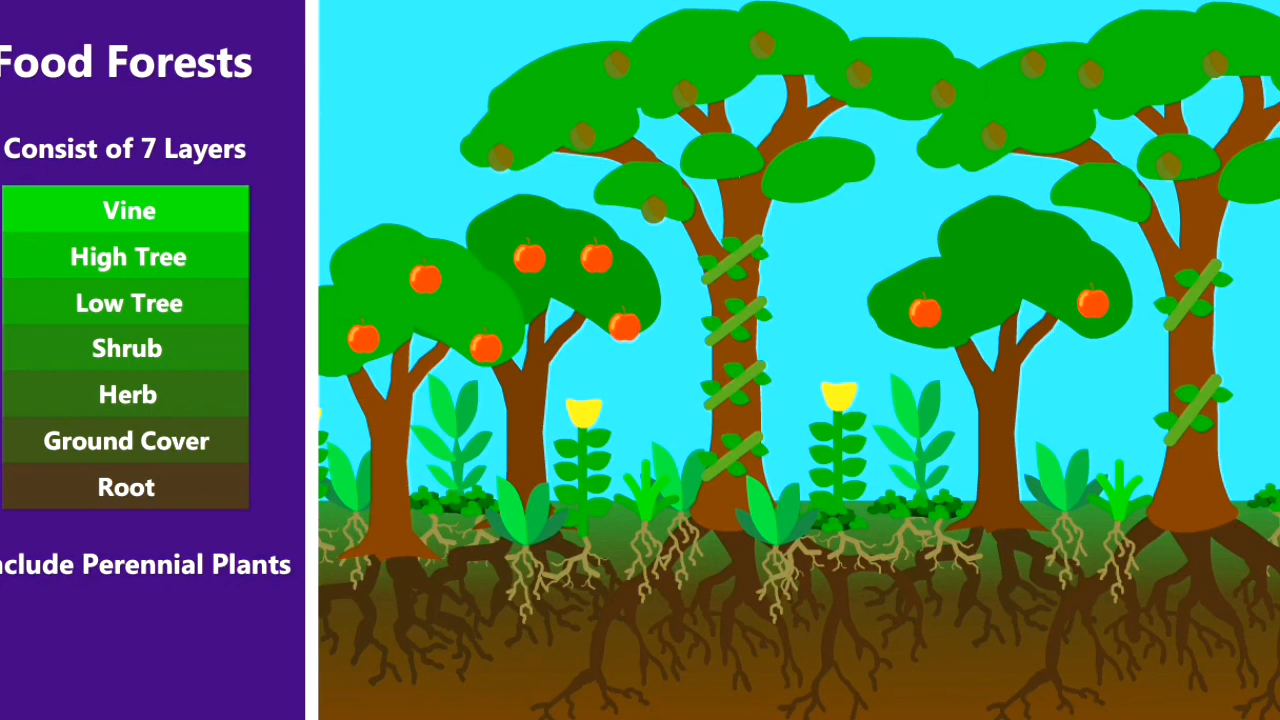 Food Forests
Consist of 7 Layers
Vine
High Tree
Low Tree
Shrub
Herb
Ground Cover
Root
nclude Perennial Plants